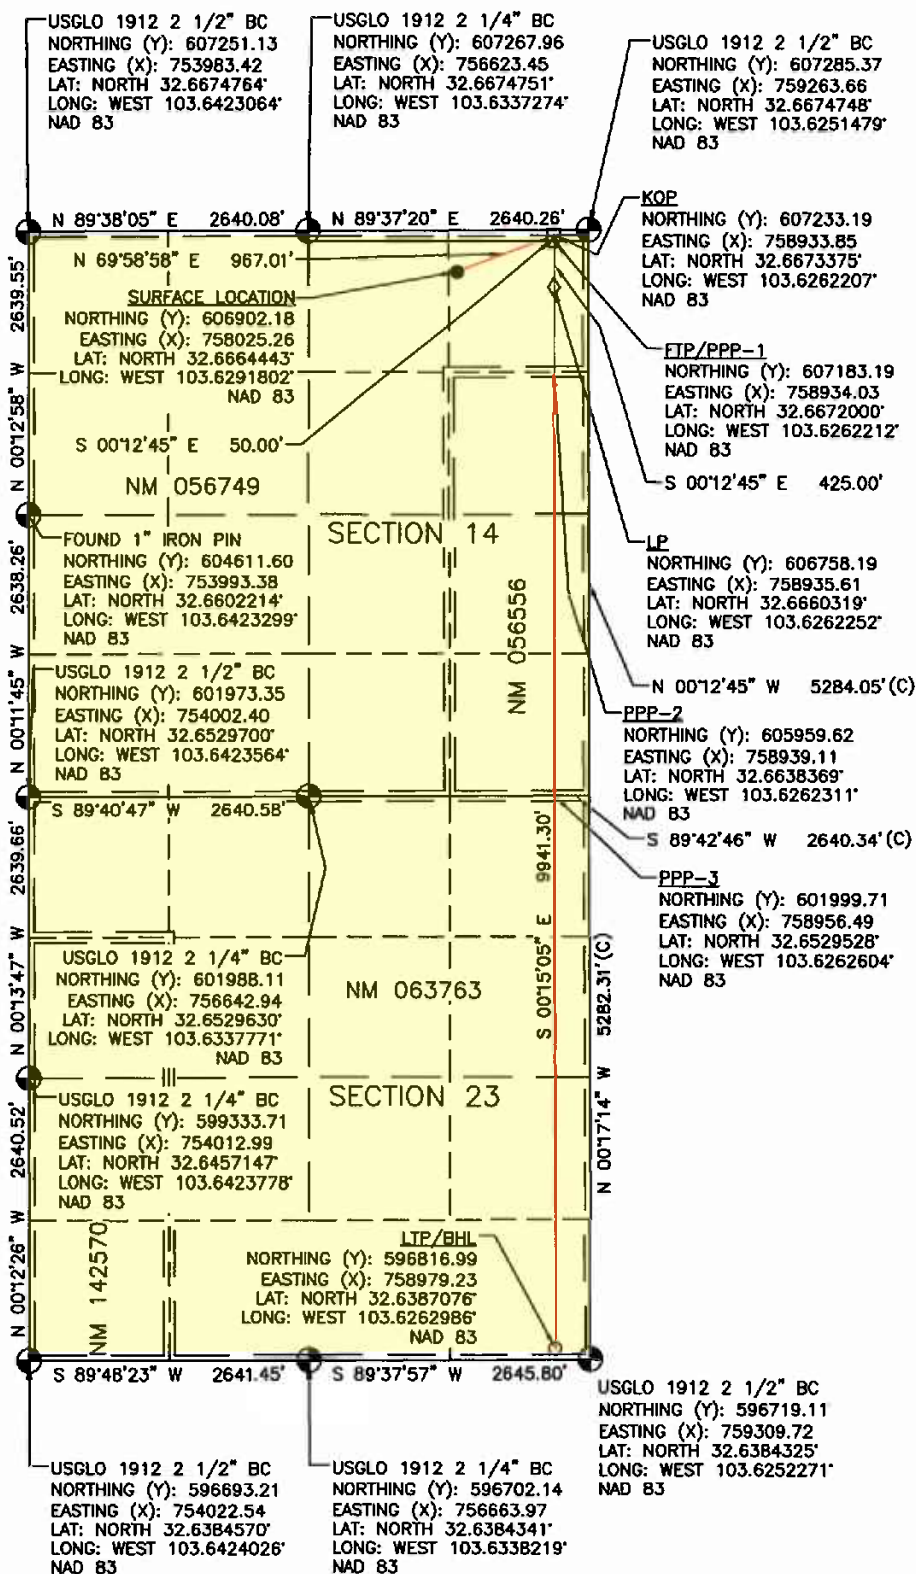 USGLO 1912 2 1/2" BC
NORTHING (Y): 607251.13
EASTING (X): 753983.42
LAT: NORTH 32.6674764°
LONG: WEST 103.6423064°
NAD 83
USGLO 1912 2 1/4" BC
NORTHING (Y): 607267.96
EASTING (X): 756623.45
LAT: NORTH 32.6674751°
LONG: WEST 103.6337274°
NAD 83
USGLO 1912 2 1/2" BC
NORTHING (Y): 607285.37
EASTING (X): 759263.66
LAT: NORTH 32.6674748°
LONG: WEST 103.6251479°
NAD 83
N 89°38'05" E 2640.08'
N 89°37'20" E 2640.26'
KOP
NORTHING (Y): 607233.19
EASTING (X): 758933.85
LAT: NORTH 32.6673375°
LONG: WEST 103.6262207°
NAD 83
N 69°58'58" E 967.01'
SURFACE LOCATION
NORTHING (Y): 606902.18
EASTING (X): 758025.26
LAT: NORTH 32.6664443°
LONG: WEST 103.6291802°
NAD 83
N 00°12'58" W 2639.55'
FTP/PPP-1
NORTHING (Y): 607183.19
EASTING (X): 758934.03
LAT: NORTH 32.6672000°
LONG: WEST 103.6262212°
NAD 83
S 00°12'45" E 50.00'
S 00°12'45" E 425.00'
NM 056749
SECTION 14
FOUND 1" IRON PIN
NORTHING (Y): 604611.60
EASTING (X): 753993.38
LAT: NORTH 32.6602214°
LONG: WEST 103.6423299°
NAD 83
LP
NORTHING (Y): 606758.19
EASTING (X): 758935.61
LAT: NORTH 32.6660319°
LONG: WEST 103.6262252°
NAD 83
NM 056556
N 00°11'45" W 2638.26'
USGLO 1912 2 1/2" BC
NORTHING (Y): 601973.35
EASTING (X): 754002.40
LAT: NORTH 32.6529700°
LONG: WEST 103.6423564°
NAD 83
N 00°12'45" W 5284.05'(C)
PPP-2
NORTHING (Y): 605959.62
EASTING (X): 758939.11
LAT: NORTH 32.6638369°
LONG: WEST 103.6262311°
NAD 83
S 89°40'47" W 2640.58'
S 89°42'46" W 2640.34'(C)
PPP-3
NORTHING (Y): 601999.71
EASTING (X): 758956.49
LAT: NORTH 32.6529528°
LONG: WEST 103.6262604°
NAD 83
N 00°13'47" W 2639.66'
S 00°15'05" E 9941.30'
USGLO 1912 2 1/4" BC
NORTHING (Y): 601988.11
EASTING (X): 756642.94
LAT: NORTH 32.6529630°
LONG: WEST 103.6337771°
NAD 83
NM 063763
N 00°17'14" W 5282.31'(C)
SECTION 23
USGLO 1912 2 1/4" BC
NORTHING (Y): 599333.71
EASTING (X): 754012.99
LAT: NORTH 32.6457147°
LONG: WEST 103.6423778°
NAD 83
N 00°12'26" W 2640.52'
NM 142570
LTP/BHL
NORTHING (Y): 596816.99
EASTING (X): 758979.23
LAT: NORTH 32.6387076°
LONG: WEST 103.6262986°
NAD 83
S 89°48'23" W 2641.45'
S 89°37'57" W 2645.80'
USGLO 1912 2 1/2" BC
NORTHING (Y): 596719.11
EASTING (X): 759309.72
LAT: NORTH 32.6384325°
LONG: WEST 103.6252271°
NAD 83
USGLO 1912 2 1/2" BC
NORTHING (Y): 596693.21
EASTING (X): 754022.54
LAT: NORTH 32.6384570°
LONG: WEST 103.6424026°
NAD 83
USGLO 1912 2 1/4" BC
NORTHING (Y): 596702.14
EASTING (X): 756663.97
LAT: NORTH 32.6384341°
LONG: WEST 103.6338219°
NAD 83